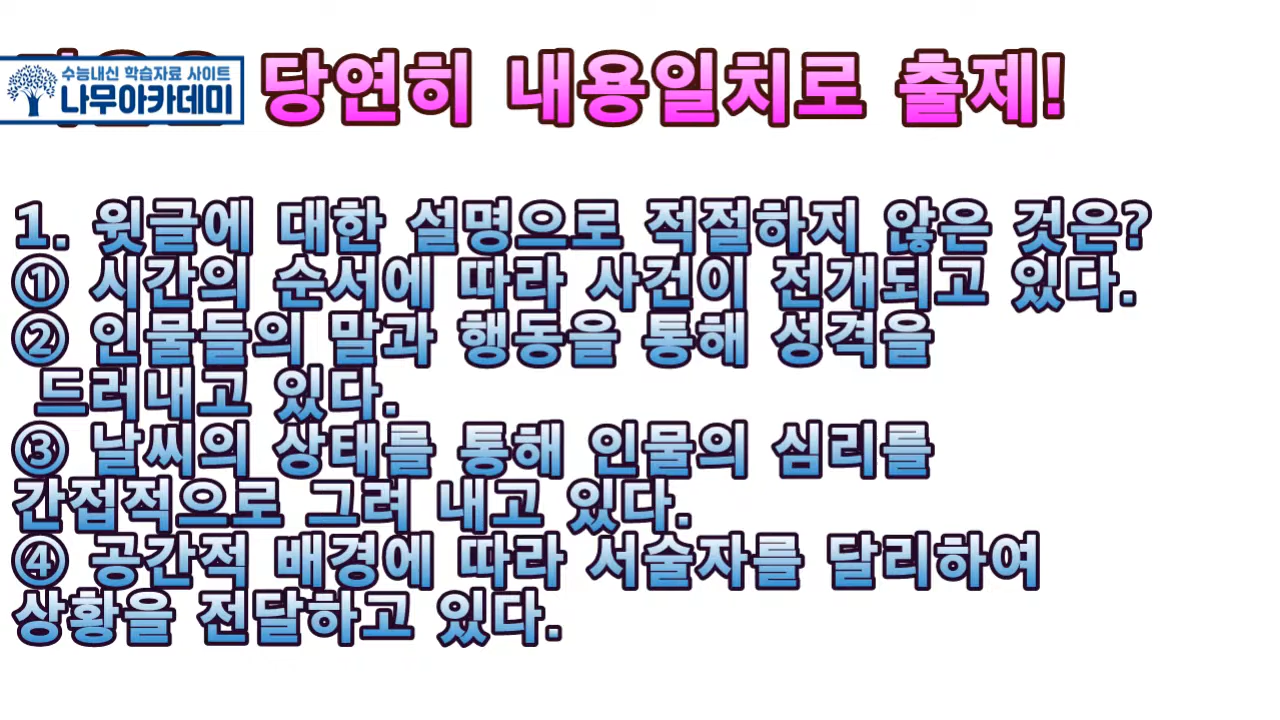 수능내신 학습자료 사이트
나무아카데미
당연히 내용일치로 출제!
1. 윗글에 대한 설명으로 적절하지 않은 것은?
① 시간의 순서에 따라 사건이 전개되고 있다.
② 인물들의 말과 행동을 통해 성격을
드러내고 있다.
③ 날씨의 상태를 통해 인물의 심리를
간접적으로 그려 내고 있다.
④ 공간적 배경에 따라 서술자를 달리하여
상황을 전달하고 있다.